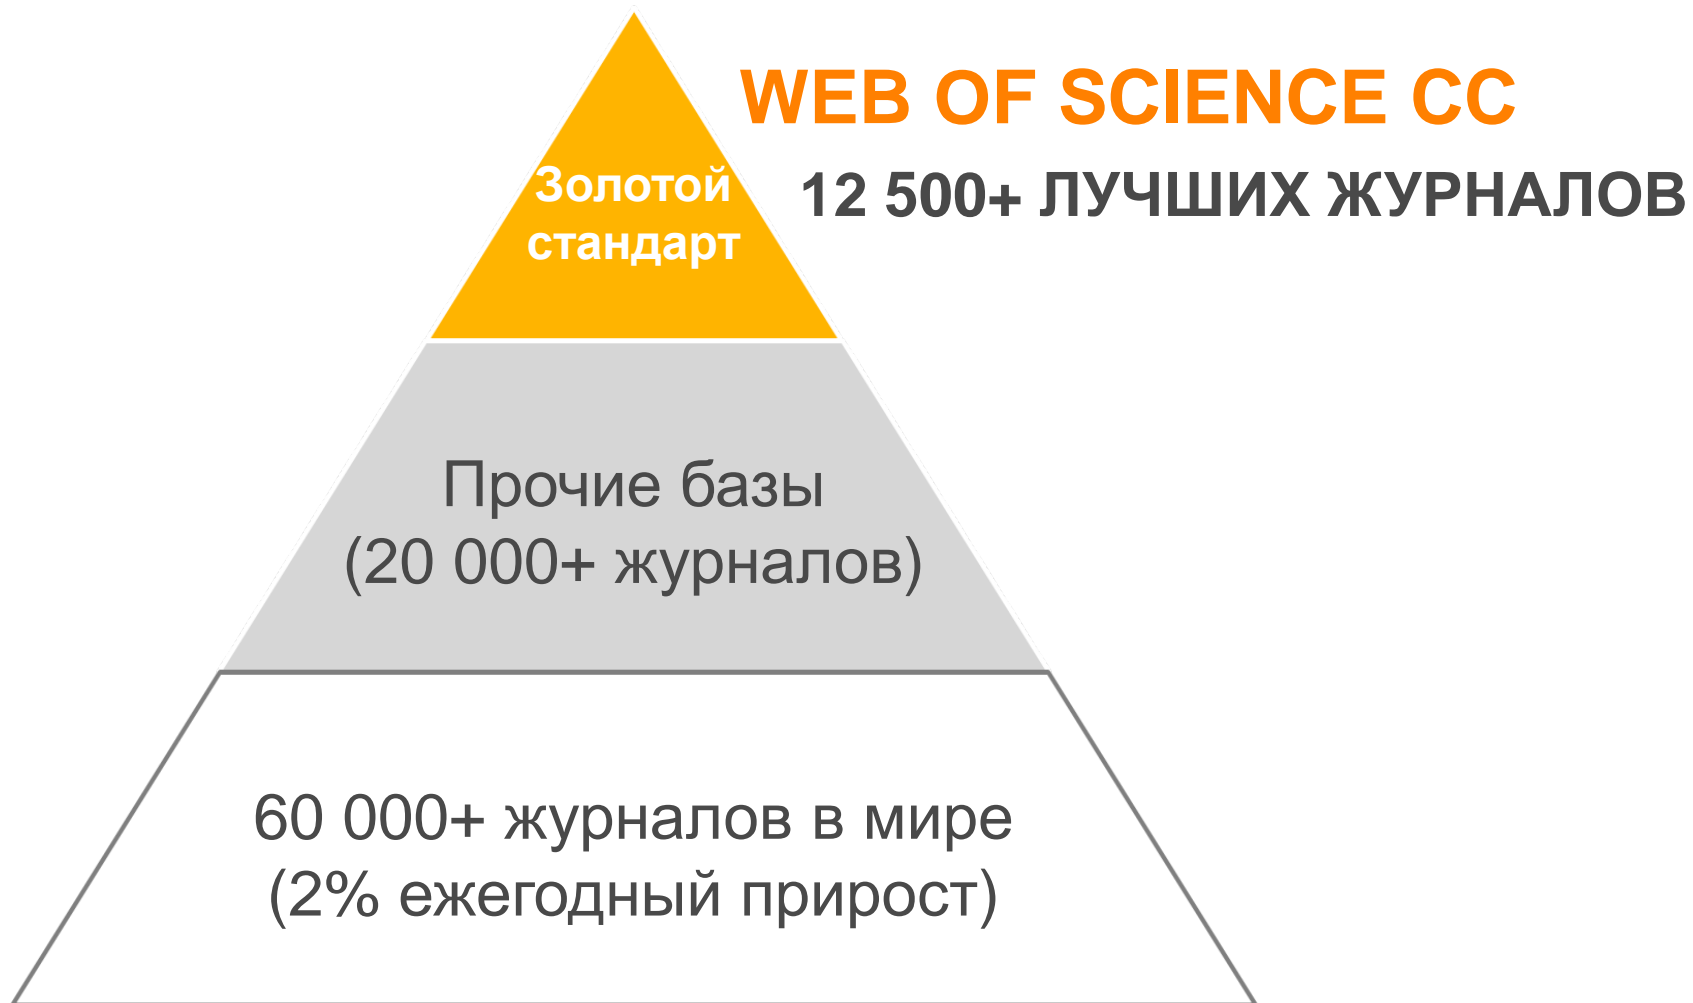 WEB OF SCIENCE CC
12 500+ ЛУЧШИХ ЖУРНАЛОВ
Золотой
стандарт
Прочие базы
(20 000+ журналов)
60 000+ журналов в мире
(2% ежегодный прирост)